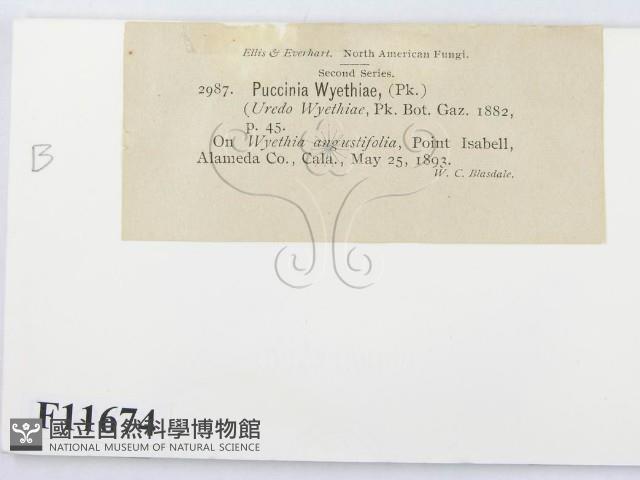 Ellis & Everhart. North American Fungi.
Second Series.
2987. Puccinia Wyethiae, (Pk.)
(Uredo Wyethiae, Pk. Bot. Gaz. 1882,
p. 45.
On Wyethia angustifolia, Point Isabell,
Alameda Co., Cala., May 25, 1893.
W. C. Blasdale.
B
F11674
國立自然科學博物館
NATIONAL MUSEUM OF NATURAL SCIENCE